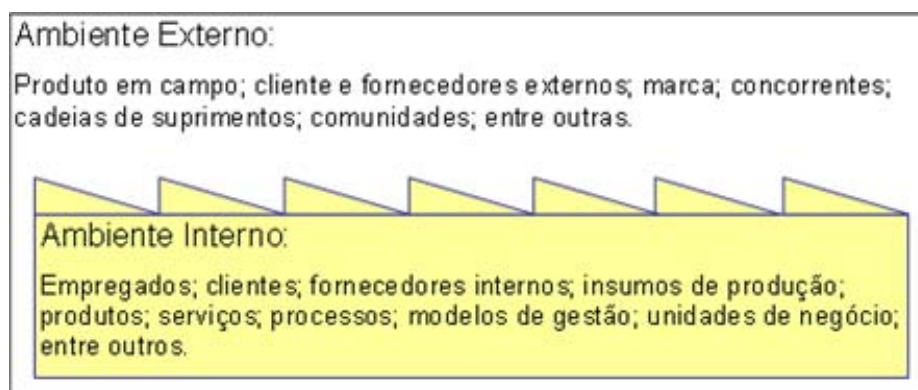 Ambiente Externo:
Produto em campo; cliente e fornecedores externos; marca; concorrentes;
cadeias de suprimentos; comunidades; entre outras.
Ambiente Interno:
Empregados; clientes; fornecedores internos; insumos de produção;
produtos; serviços; processos; modelos de gestão; unidades de negócio;
entre outros.